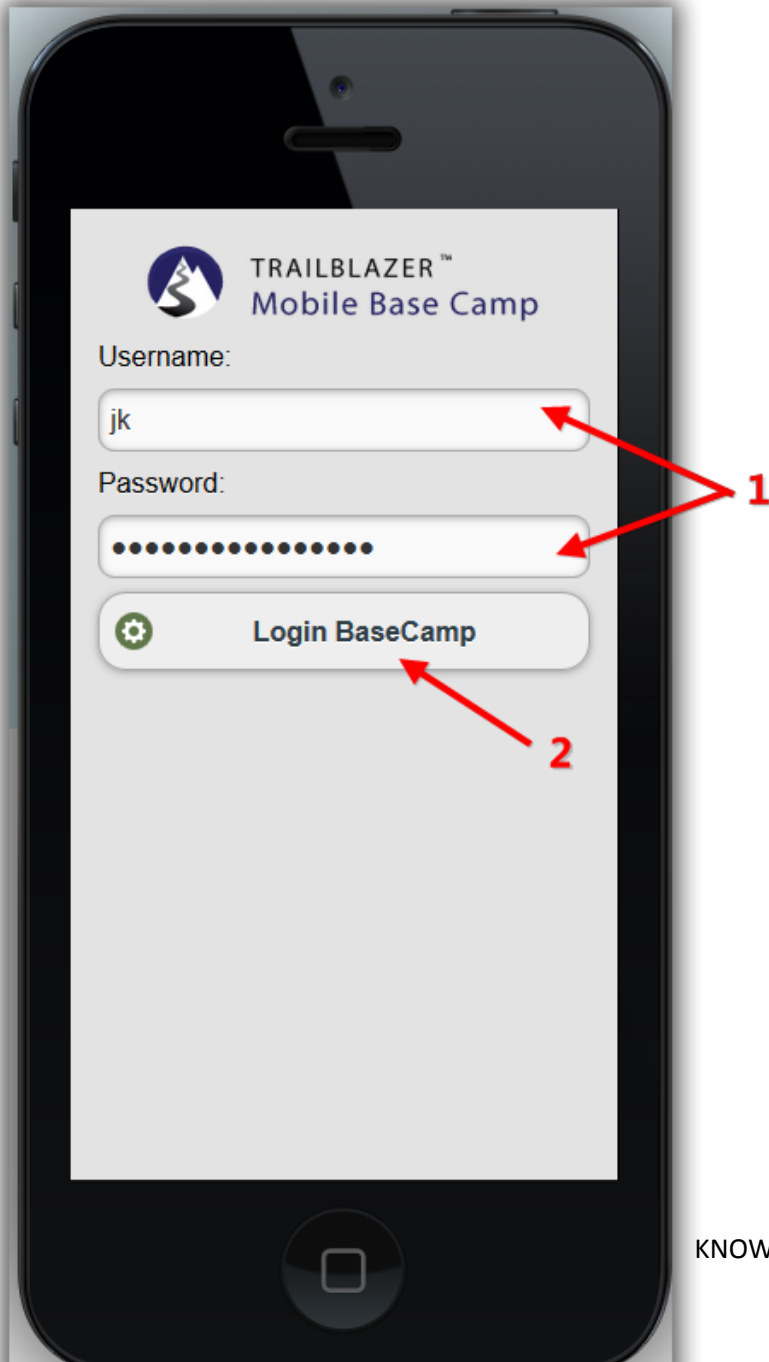 TRAILBLAZER™
Mobile Base Camp
Username:
jk
1
Password:
••••••••••••••••
Login BaseCamp
2
KNOW